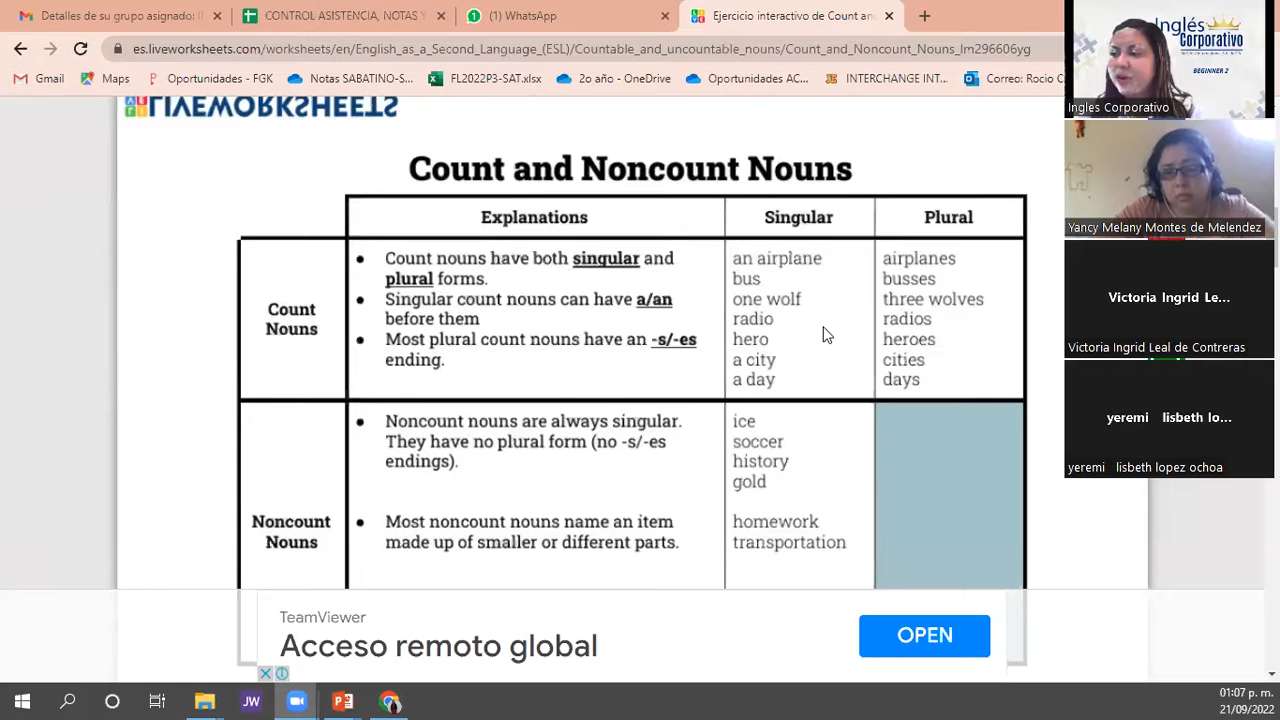 Detalles de su grupo asignado: I
CONTROL ASISTENCIA, NOTAS Y
(1) WhatsApp
Ejercicio interactivo de Count an
es.liveworksheets.com/worksheets/en/English_as_a_Second_Language_(ESL)/Countable_and_uncountable_nouns/Count_and_Noncount_Nouns_lm296606yg
Gmail
Maps
Oportunidades - FGK
Notas SABATINO-S...
FL2022P3-SAT.xlsx
2o año - OneDrive
Oportunidades AC...
INTERCHANGE INT...
Correo: Rocio C
Inglés
Corporativo
BEGINNER 2
Ingles Corporativo
Yancy Melany Montes de Melendez
Victoria Ingrid Le...
Victoria Ingrid Leal de Contreras
yeremi lisbeth lo...
yeremi lisbeth lopez ochoa
LIVEWORKSHEETS
Count and Noncount Nouns
Explanations
Singular
Plural
Count
Nouns
• Count nouns have both singular and
plural forms.
• Singular count nouns can have a/an
before them
• Most plural count nouns have an -s/-es
ending.
an airplane
bus
one wolf
radio
hero
a city
a day
airplanes
busses
three wolves
radios
heroes
cities
days
Noncount
Nouns
• Noncount nouns are always singular.
They have no plural form (no -s/-es
endings).
• Most noncount nouns name an item
made up of smaller or different parts.
ice
soccer
history
gold
homework
transportation
TeamViewer
Acceso remoto global
OPEN
JW
01:07 p. m.
21/09/2022